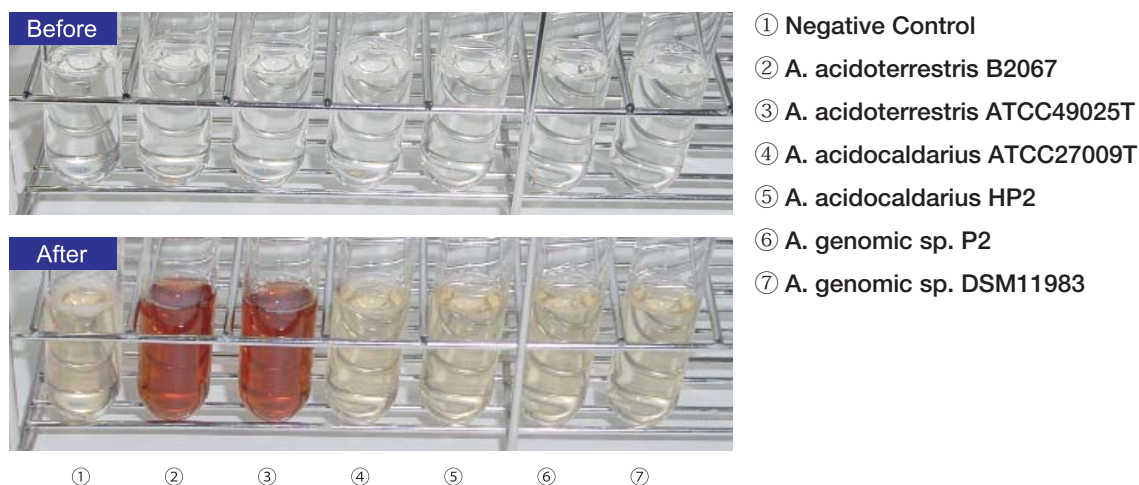 Before
After
① ② ③ ④ ⑤ ⑥ ⑦
① Negative Control
② A. acidoterrestris B2067
③ A. acidoterrestris ATCC49025T
④ A. acidocaldarius ATCC27009T
⑤ A. acidocaldarius HP2
⑥ A. genomic sp. P2
⑦ A. genomic sp. DSM11983